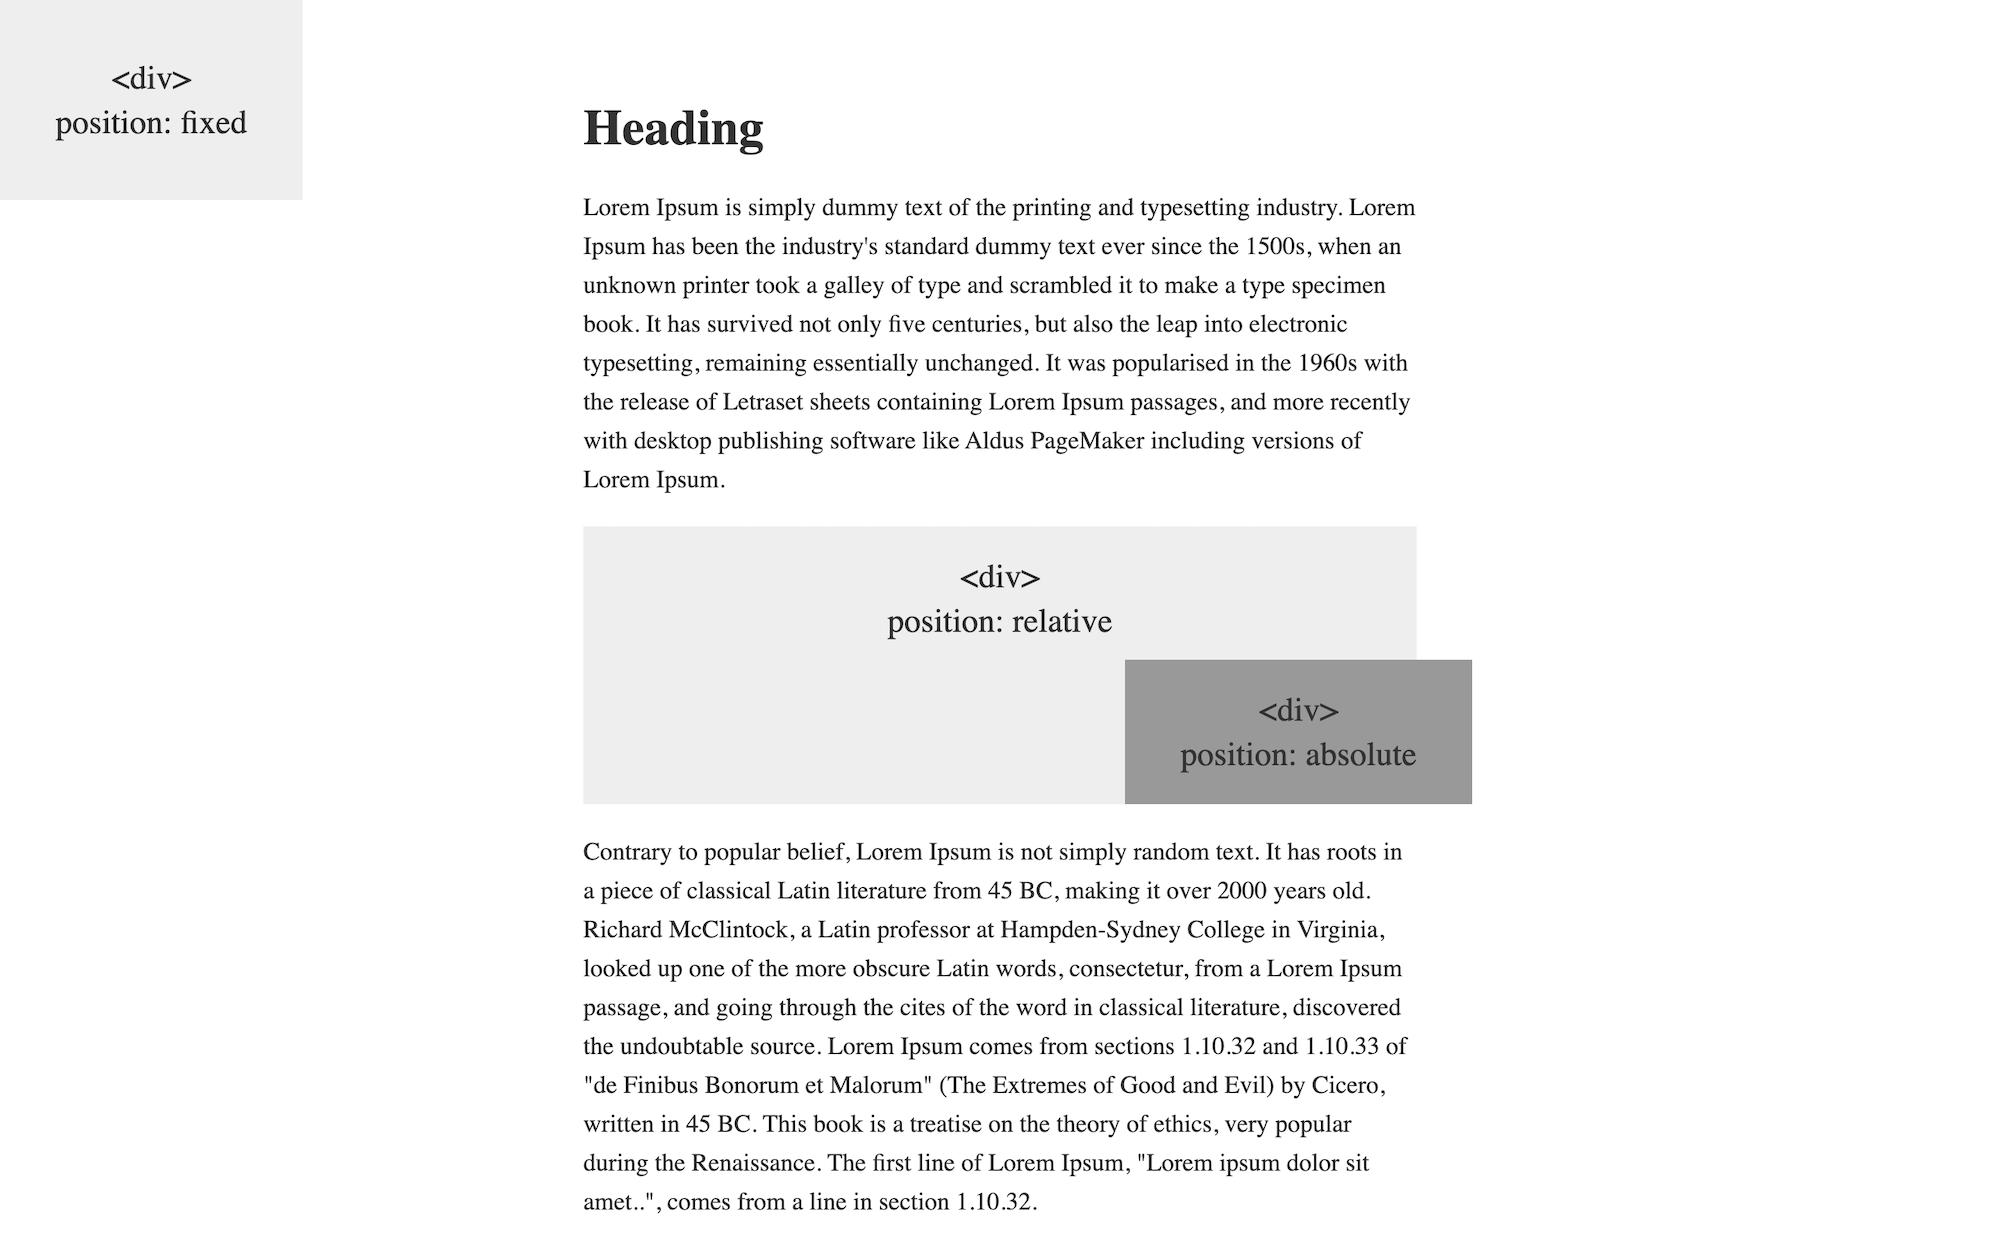 <div>
position: fixed
Heading
Lorem Ipsum is simply dummy text of the printing and typesetting industry. Lorem
Ipsum has been the industry's standard dummy text ever since the 1500s, when an
unknown printer took a galley of type and scrambled it to make a type specimen
book. It has survived not only five centuries, but also the leap into electronic
typesetting, remaining essentially unchanged. It was popularised in the 1960s with
the release of Letraset sheets containing Lorem Ipsum passages, and more recently
with desktop publishing software like Aldus PageMaker including versions of
Lorem Ipsum.
<div>
position: relative
<div>
position: absolute
Contrary to popular belief, Lorem Ipsum is not simply random text. It has roots in
a piece of classical Latin literature from 45 BC, making it over 2000 years old.
Richard McClintock, a Latin professor at Hampden-Sydney College in Virginia,
looked up one of the more obscure Latin words, consectetur, from a Lorem Ipsum
passage, and going through the cites of the word in classical literature, discovered
the undoubtable source. Lorem Ipsum comes from sections 1.10.32 and 1.10.33 of
"de Finibus Bonorum et Malorum" (The Extremes of Good and Evil) by Cicero,
written in 45 BC. This book is a treatise on the theory of ethics, very popular
during the Renaissance. The first line of Lorem Ipsum, "Lorem ipsum dolor sit
amet..", comes from a line in section 1.10.32.